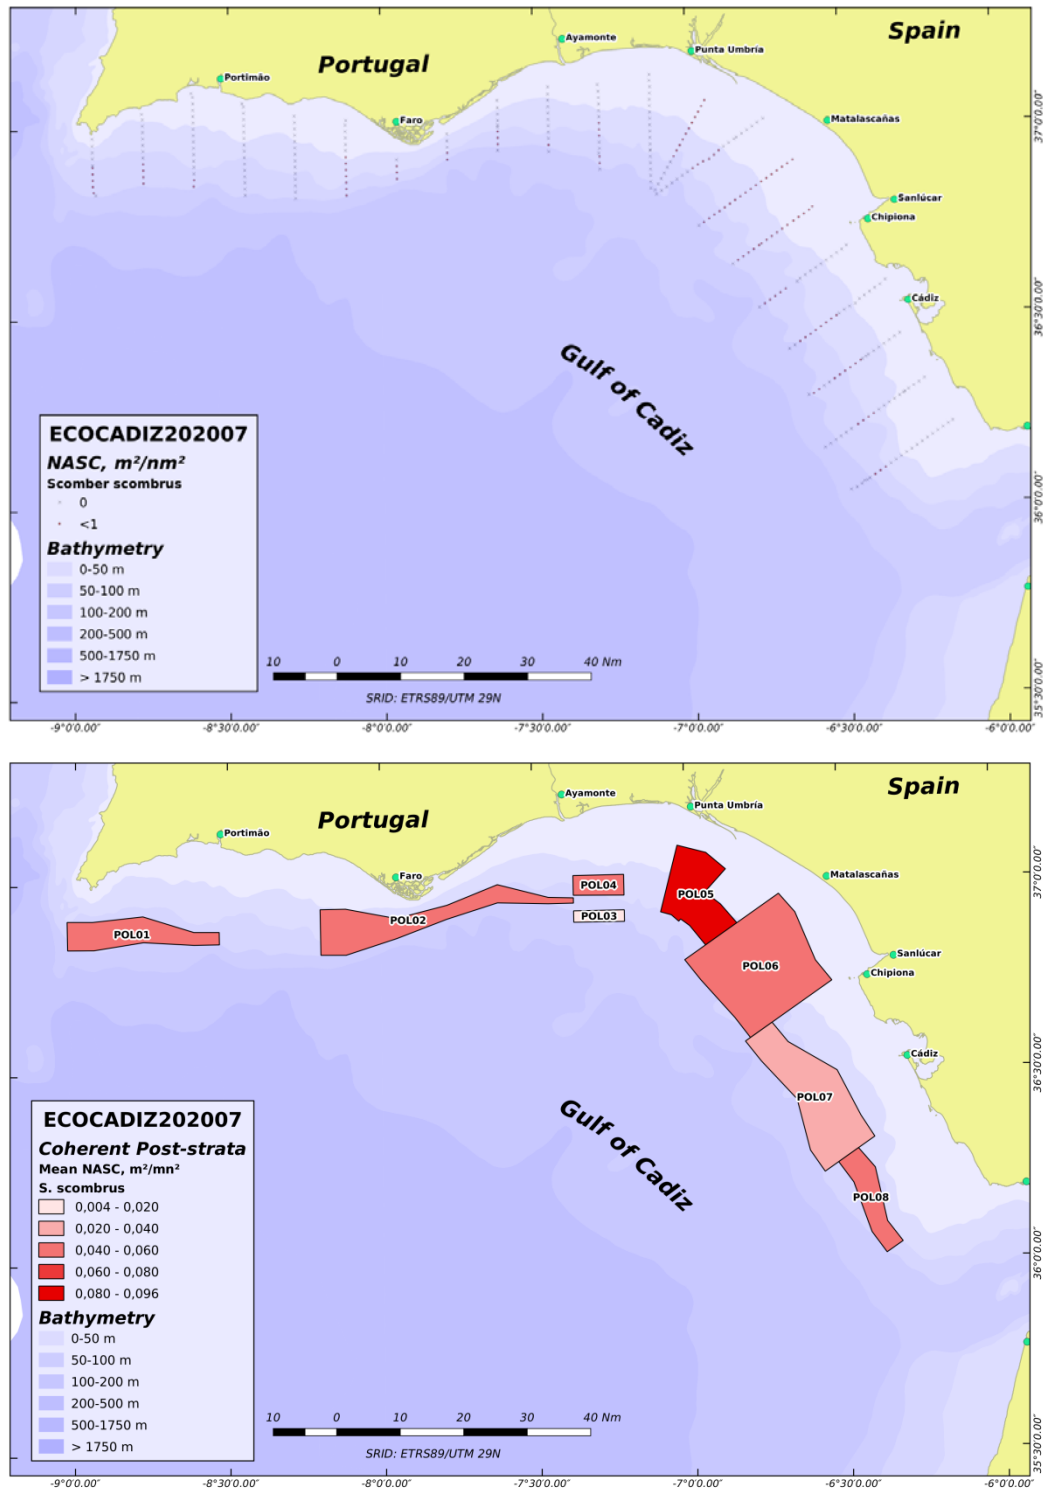 Spain
Portugal
Ayamonte
Punta Umbría
Portimão
Faro
Matalascañas
Sanlúcar
Chipiona
Cádiz
Gulf of Cadiz
37°0'0.00"
36°30'0.00"
36°0'0.00"
35°30'0.00"
ECOCADIZ202007
NASC, m²/nm²
Scomber scombrus
0
<1
Bathymetry
0-50 m
50-100 m
100-200 m
200-500 m
500-1750 m
> 1750 m
10 0 10 20 30 40 Nm
SRID: ETRS89/UTM 29N
-9°0'0.00" -8°30'0.00" -8°0'0.00" -7°30'0.00" -7°0'0.00" -6°30'0.00" -6°0'0.00"
Spain
Portugal
Ayamonte
Punta Umbría
Portimão
Faro
Matalascañas
POL04
POL05
POL03
POL02
POL01
Sanlúcar
POL06
Chipiona
Cádiz
POL07
POL08
Gulf of Cadiz
37°0'0.00"
36°30'0.00"
36°0'0.00"
35°30'0.00"
ECOCADIZ202007
Coherent Post-strata
Mean NASC, m²/mn²
S. scombrus
0,004 - 0,020
0,020 - 0,040
0,040 - 0,060
0,060 - 0,080
0,080 - 0,096
Bathymetry
0-50 m
50-100 m
100-200 m
200-500 m
500-1750 m
> 1750 m
10 0 10 20 30 40 Nm
SRID: ETRS89/UTM 29N
-9°0'0.00" -8°30'0.00" -8°0'0.00" -7°30'0.00" -7°0'0.00" -6°30'0.00" -6°0'0.00"